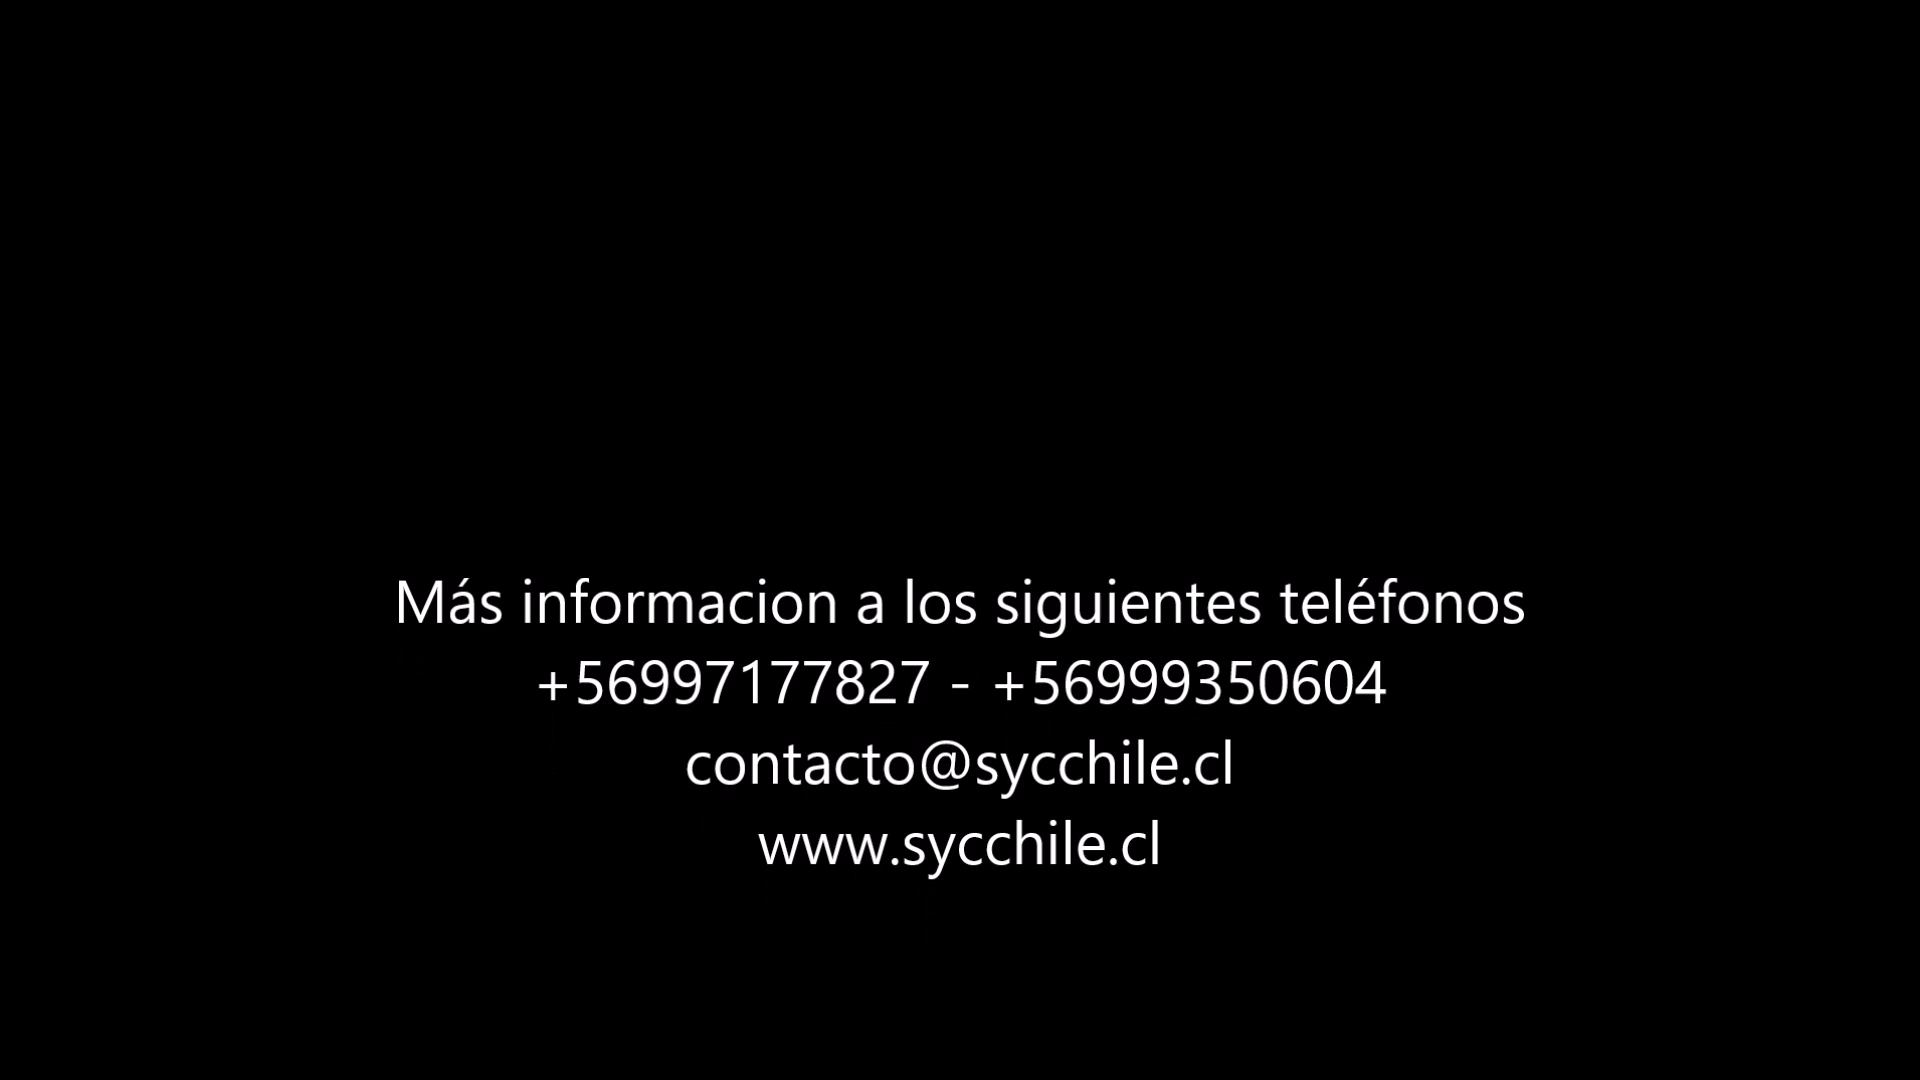 Más informacion a los siguientes teléfonos
+56997177827 - +56999350604
contacto@sycchile.cl
www.sycchile.cl